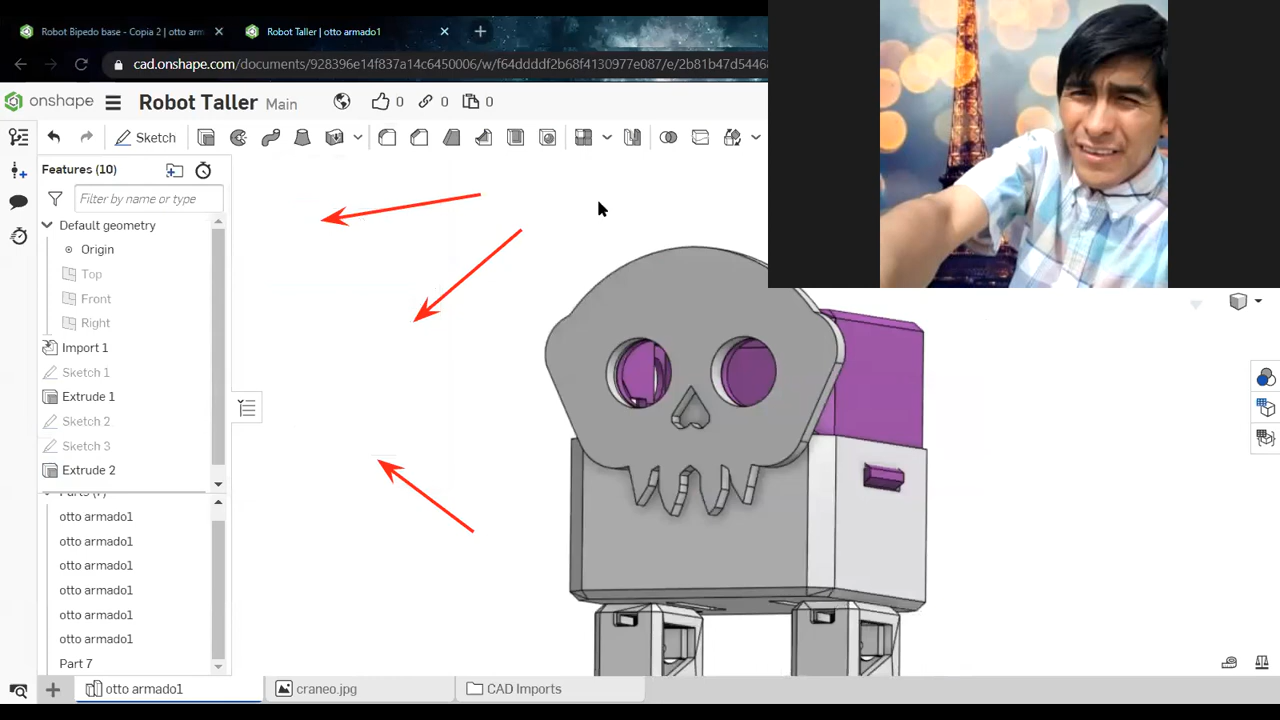 Robot Bipedo base - Copia 2 | otto arm
Robot Taller | otto armado1
cad.onshape.com/documents/928396e14f837a14c6450006/w/f64ddddf2b68f4130977e087/e/2b81b47d5446
onshape Robot Taller Main 0 0 0
Sketch
Features (10)
Filter by name or type
Default geometry
Origin
Top
Front
Right
Import 1
Sketch 1
Extrude 1
Sketch 2
Sketch 3
Extrude 2
Parts (7)
otto armado1
otto armado1
otto armado1
otto armado1
otto armado1
otto armado1
Part 7
otto armado1 craneo.jpg CAD Imports